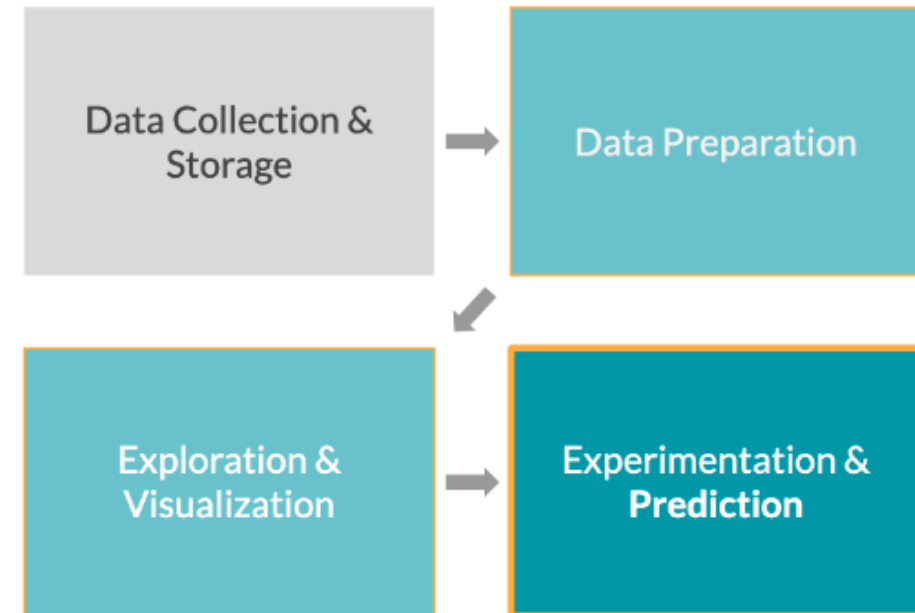 Data Collection &
Storage
Data Preparation
Exploration &
Visualization
Experimentation &
Prediction